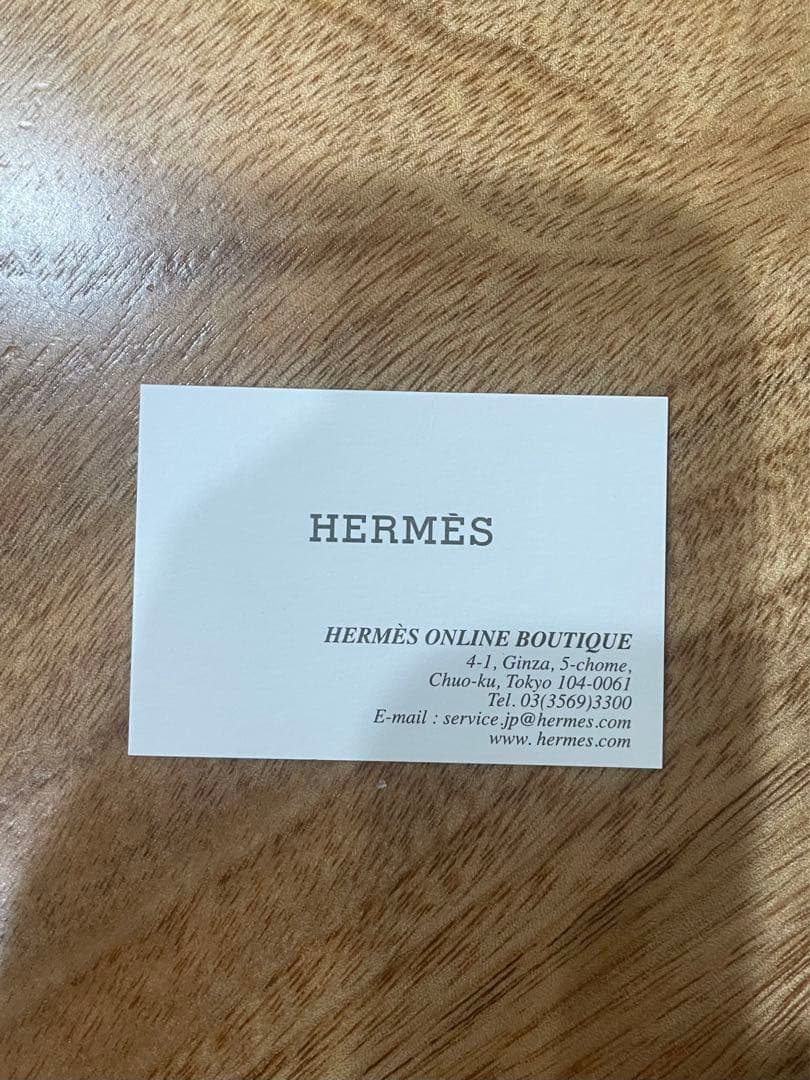 HERMÈS
HERMÈS ONLINE BOUTIQUE
4-1, Ginza, 5-chome,
Chuo-ku, Tokyo 104-0061
Tel. 03(3569)3300
E-mail : service.jp@hermes.com
www. hermes.com